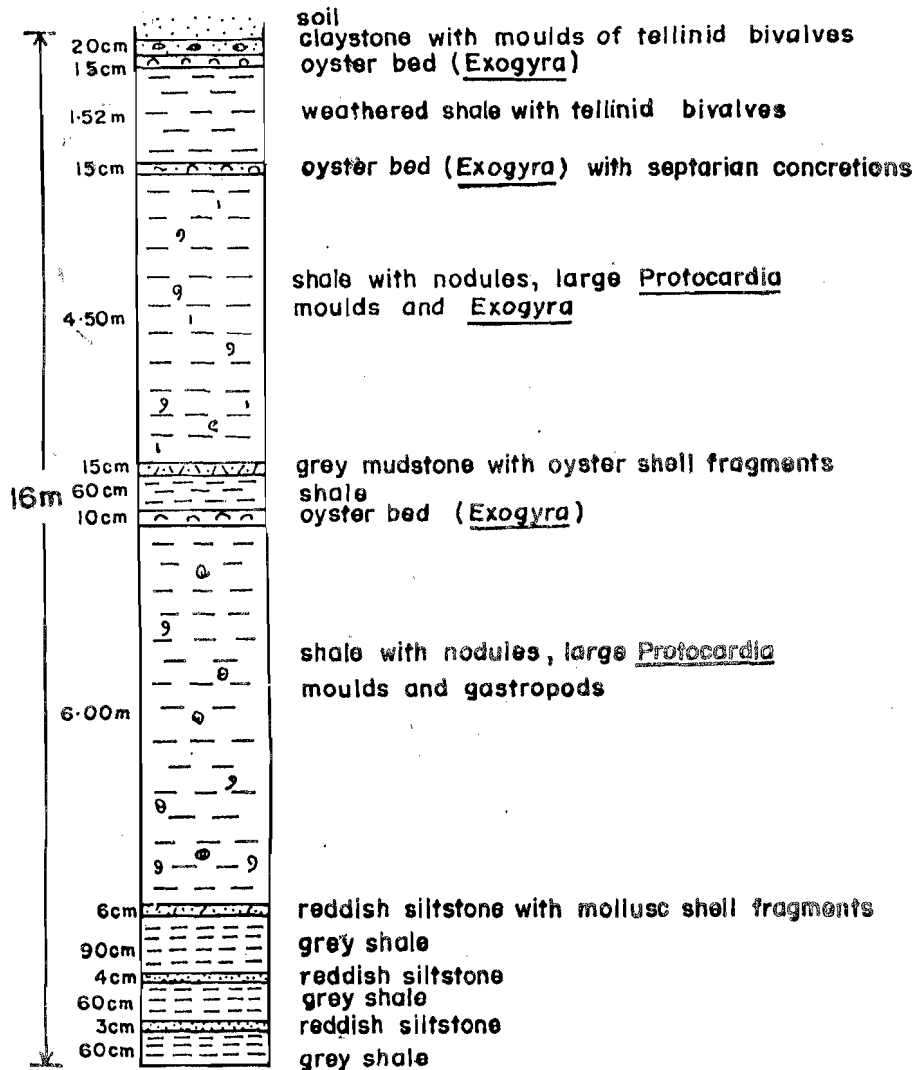 soil
20cm claystone with moulds of tellinid bivalves
15cm oyster bed (Exogyra)
1·52m weathered shale with tellinid bivalves
15cm oyster bed (Exogyra) with septarian concretions
shale with nodules, large Protocardia
4·50m moulds and Exogyra
15cm grey mudstone with oyster shell fragments
16m 60cm shale
10cm oyster bed (Exogyra)
shale with nodules, large Protocardia
moulds and gastropods
6·00m
6cm reddish siltstone with mollusc shell fragments
90cm grey shale
4cm reddish siltstone
60cm grey shale
3cm reddish siltstone
60cm grey shale